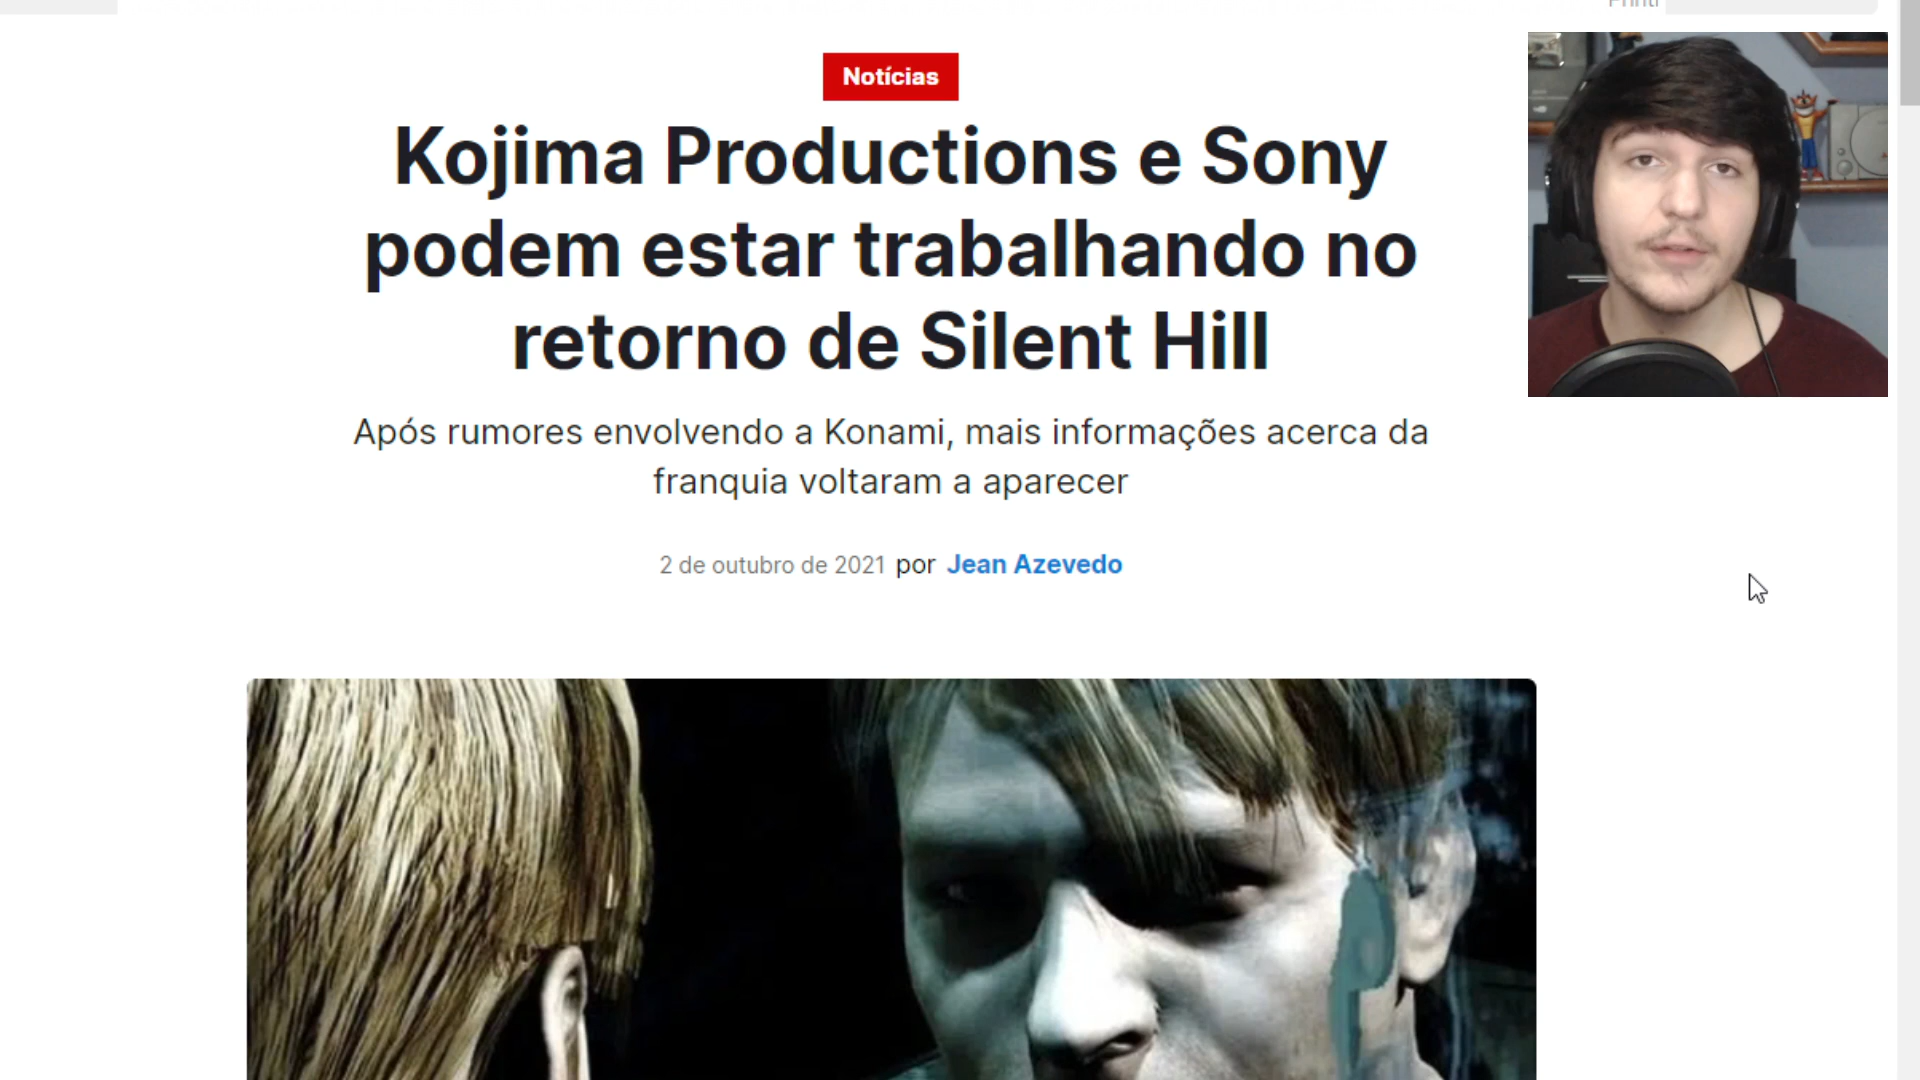 Notícias
Kojima Productions e Sony
podem estar trabalhando no
retorno de Silent Hill
Após rumores envolvendo a Konami, mais informações acerca da
franquia voltaram a aparecer
2 de outubro de 2021 por Jean Azevedo